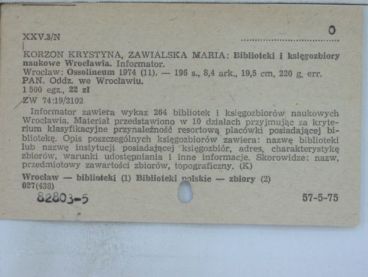 O
XXV.3/N
KORZON KRYSTYNA, ZAWIALSKA MARIA: Biblioteki i księgozbiory
naukowe Wrocławia. Informator.
Wrocław: Ossolineum 1974 (11). — 196 s., 8,4 ark., 19,5 cm, 220 g, err.
PAN. Oddz. we Wrocławiu.
1 500 egz., 22 zł
ZW 74:19/2102
Informator zawiera wykaz 264 bibliotek i księgozbiorów naukowych
Wrocławia. Materiał przedstawiono w 10 działach przyjmując za kryte-
rium klasyfikacyjne przynależność resortową placówki posiadającej bi-
bliotekę. Opis poszczególnych księgozbiorów zawiera: nazwę biblioteki
lub nazwę instytucji posiadającej księgozbiór, adres, charakterystykę
zbiorów, warunki udostępniania i inne informacje. Skorowidze: nazw,
przedmiotowy zawartości zbiorów, topograficzny. (K)
Wrocław — biblioteki (1) Biblioteki polskie — zbiory (2)
027(438)
82803-5
57-5-75